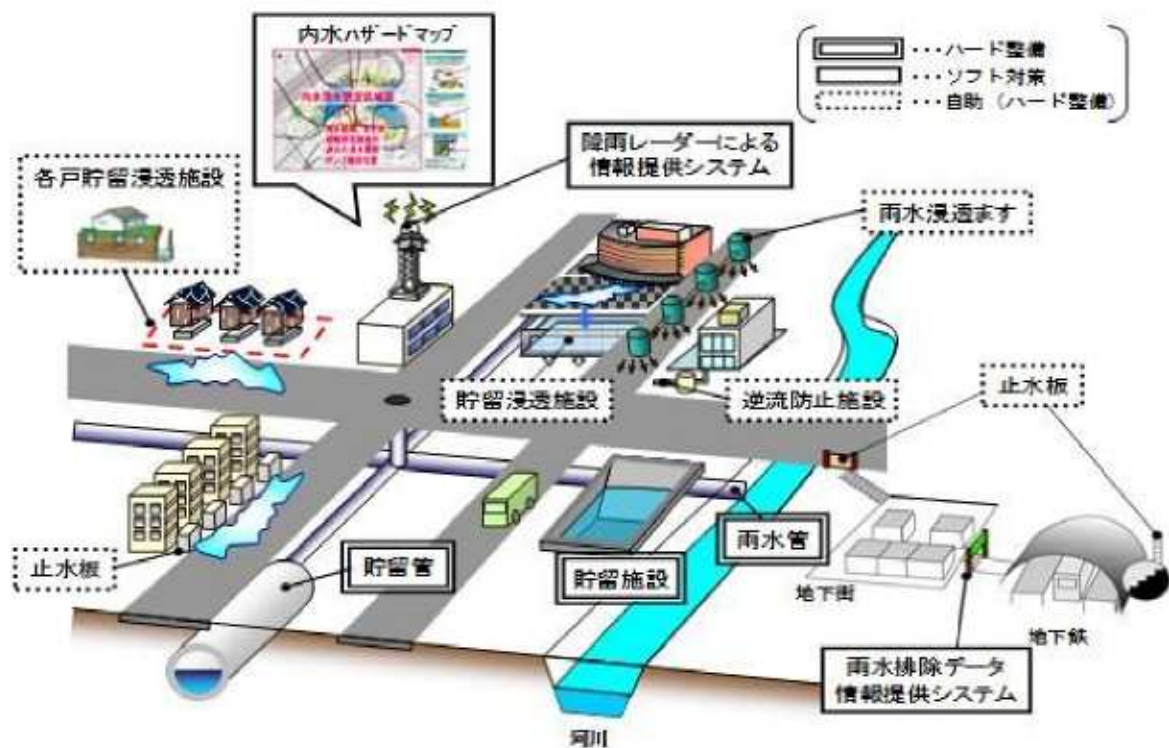 内水ハザードマップ
・・・ハード整備
・・・ソフト対策
・・・自助（ハード整備）
降雨レーダーによる
情報提供システム
各戸貯留浸透施設
雨水浸透ます
貯留浸透施設
逆流防止施設
止水板
止水板
貯留管
貯留施設
雨水管
地下街
地下鉄
雨水排除データ
情報提供システム
河川